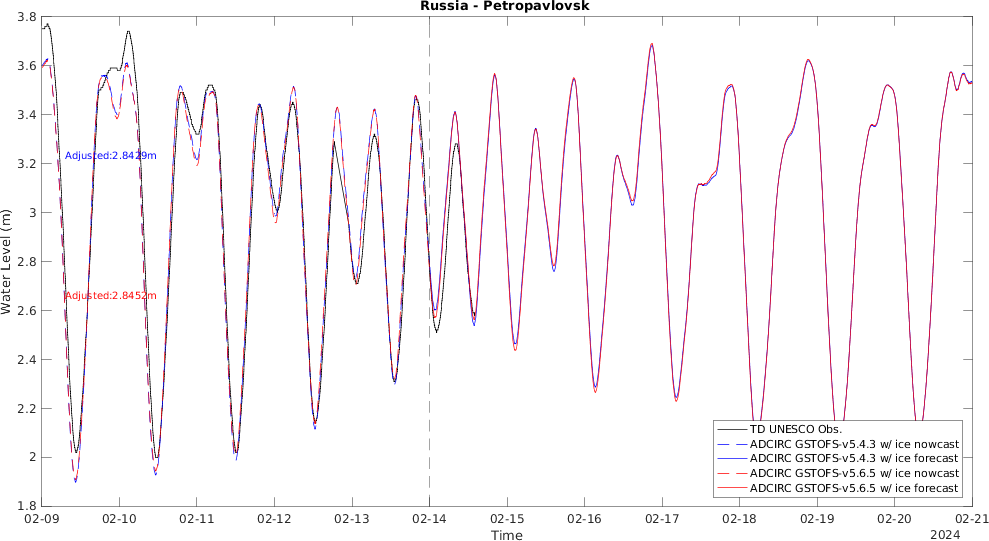 Russia - Petropavlovsk
3.8
3.6
3.4
3.2
3
2.8
2.6
2.4
2.2
2
1.8
Water Level (m)
Adjusted:2.8429m
Adjusted:2.8452m
TD UNESCO Obs.
ADCIRC GSTOFS-v5.4.3 w/ ice nowcast
ADCIRC GSTOFS-v5.4.3 w/ ice forecast
ADCIRC GSTOFS-v5.6.5 w/ ice nowcast
ADCIRC GSTOFS-v5.6.5 w/ ice forecast
02-09 02-10 02-11 02-12 02-13 02-14 02-15 02-16 02-17 02-18 02-19 02-20 02-21
Time
2024